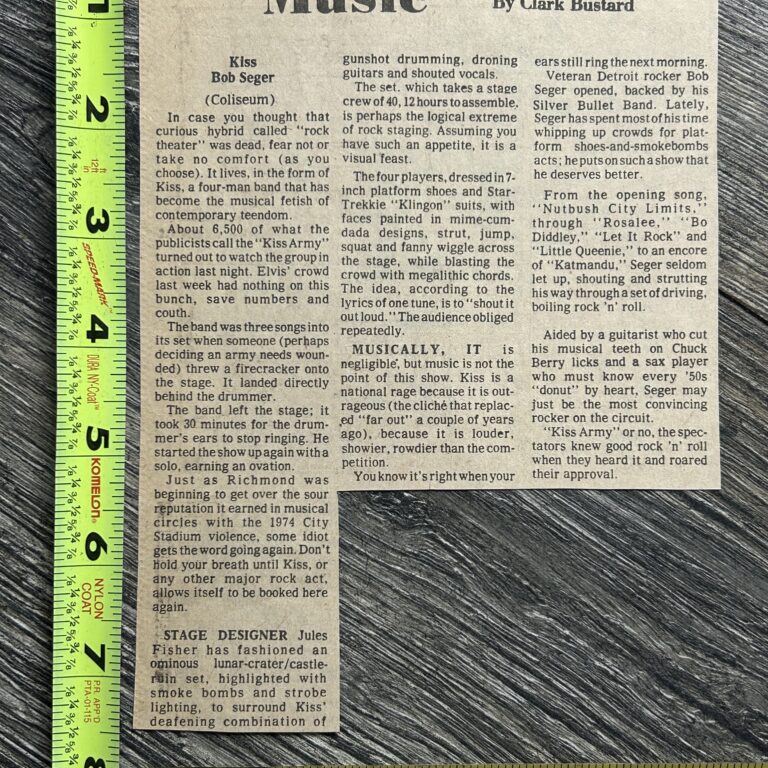 Music
By Clark Bustard
Kiss
Bob Seger
(Coliseum)
In case you thought that
curious hybrid called "rock
theater" was dead, fear not or
take no comfort (as you
choose). It lives, in the form of
Kiss, a four-man band that has
become the musical fetish of
contemporary teendom.
About 6,500 of what the
publicists call the "Kiss Army"
turned out to watch the group in
action last night. Elvis' crowd
last week had nothing on this
bunch, save numbers and
couth.
The band was three songs into
its set when someone (perhaps
deciding an army needs woun-
ded) threw a firecracker onto
the stage. It landed directly
behind the drummer.
The band left the stage; it
took 30 minutes for the drum-
mer's ears to stop ringing. He
started the show up again with a
solo, earning an ovation.
Just as Richmond was
beginning to get over the sour
reputation it earned in musical
circles with the 1974 City
Stadium violence, some idiot
gets the word going again. Don't
hold your breath until Kiss, or
any other major rock act,
allows itself to be booked here
again.
STAGE DESIGNER Jules
Fisher has fashioned an
ominous lunar-crater/castle-
ruin set, highlighted with
smoke bombs and strobe
lighting, to surround Kiss'
deafening combination of
gunshot drumming, droning
guitars and shouted vocals.
The set, which takes a stage
crew of 40, 12 hours to assemble,
is perhaps the logical extreme
of rock staging. Assuming you
have such an appetite, it is a
visual feast.
The four players, dressed in 7-
inch platform shoes and Star-
Trekkie "Klingon" suits, with
faces painted in mime-cum-
dada designs, strut, jump,
squat and fanny wiggle across
the stage, while blasting the
crowd with megalithic chords.
The idea, according to the
lyrics of one tune, is to "shout it
out loud." The audience obliged
repeatedly.
MUSICALLY, IT is
negligible, but music is not the
point of this show. Kiss is a
national rage because it is out-
rageous (the cliché that replac-
ed "far out" a couple of years
ago), because it is louder,
showier, rowdier than the com-
petition.
You know it's right when your
ears still ring the next morning.
Veteran Detroit rocker Bob
Seger opened, backed by his
Silver Bullet Band. Lately,
Seger has spent most of his time
whipping up crowds for plat-
form shoes-and-smokebombs
acts; he puts on such a show that
he deserves better.
From the opening song,
"Nutbush City Limits,"
through "Rosalee," "Bo
Diddley," "Let It Rock" and
"Little Queenie," to an encore
of "Katmandu," Seger seldom
let up, shouting and strutting
his way through a set of driving,
boiling rock 'n' roll.
Aided by a guitarist who cut
his musical teeth on Chuck
Berry licks and a sax player
who must know every '50s
"donut" by heart, Seger may
just be the most convincing
rocker on the circuit.
"Kiss Army" or no, the spec-
tators knew good rock 'n' roll
when they heard it and roared
their approval.
1
2
12ft
3
SPEED-MARK™
4
DURA NY-Coat™
5
KOMELON®
6
NYLON
COAT
7
P.R. APP'D
PTA-01-115
8